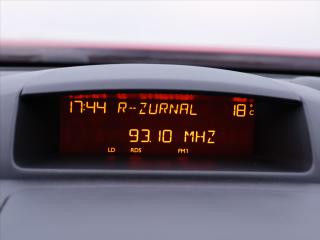 17:44 R--ZURNAL 18°C
93.10 MHZ
LO RDS FM1